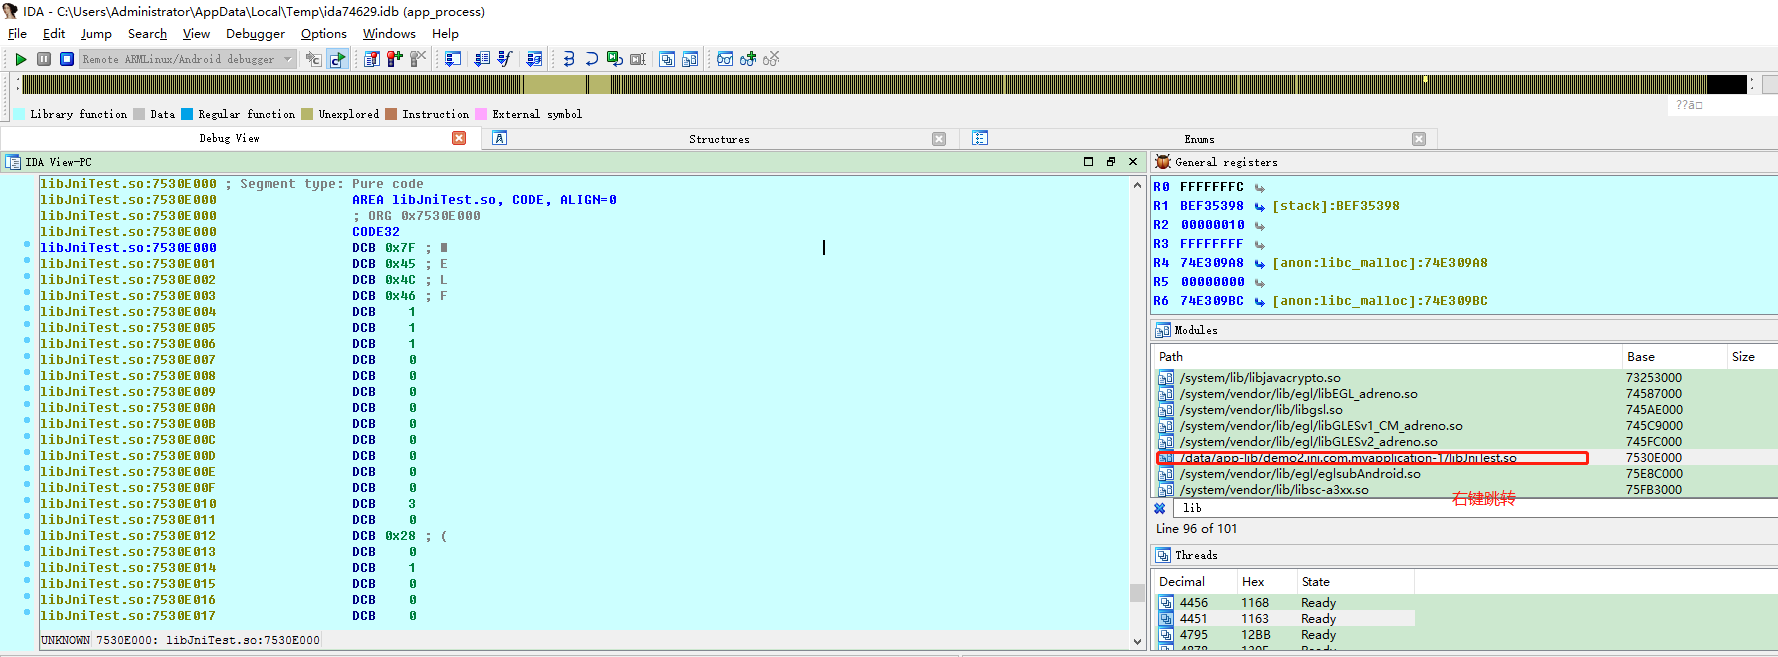 IDA - C:\Users\Administrator\AppData\Local\Temp\ida74629.idb (app_process)
File Edit Jump Search View Debugger Options Windows Help
Remote ARMLinux/Android debugger
Library function Data Regular function Unexplored Instruction External symbol
Debug View Structures Enums
IDA View-PC
libJniTest.so:7530E000 ; Segment type: Pure code
libJniTest.so:7530E000 AREA libJniTest.so, CODE, ALIGN=0
libJniTest.so:7530E000 ; ORG 0x7530E000
libJniTest.so:7530E000 CODE32
libJniTest.so:7530E000 DCB 0x7F ;
libJniTest.so:7530E001 DCB 0x45 ; E
libJniTest.so:7530E002 DCB 0x4C ; L
libJniTest.so:7530E003 DCB 0x46 ; F
libJniTest.so:7530E004 DCB 1
libJniTest.so:7530E005 DCB 1
libJniTest.so:7530E006 DCB 1
libJniTest.so:7530E007 DCB 0
libJniTest.so:7530E008 DCB 0
libJniTest.so:7530E009 DCB 0
libJniTest.so:7530E00A DCB 0
libJniTest.so:7530E00B DCB 0
libJniTest.so:7530E00C DCB 0
libJniTest.so:7530E00D DCB 0
libJniTest.so:7530E00E DCB 0
libJniTest.so:7530E00F DCB 0
libJniTest.so:7530E010 DCB 3
libJniTest.so:7530E011 DCB 0
libJniTest.so:7530E012 DCB 0x28 ; (
libJniTest.so:7530E013 DCB 0
libJniTest.so:7530E014 DCB 1
libJniTest.so:7530E015 DCB 0
libJniTest.so:7530E016 DCB 0
libJniTest.so:7530E017 DCB 0
UNKNOWN 7530E000: libJniTest.so:7530E000
General registers
R0 FFFFFFFC
R1 BEF35398 [stack]:BEF35398
R2 00000010
R3 FFFFFFFF
R4 74E309A8 [anon:libc_malloc]:74E309A8
R5 00000000
R6 74E309BC [anon:libc_malloc]:74E309BC
Modules
Path Base Size
/system/lib/libjavacrypto.so 73253000
/system/vendor/lib/egl/libEGL_adreno.so 74587000
/system/vendor/lib/libgsl.so 745AE000
/system/vendor/lib/egl/libGLESv1_CM_adreno.so 745C9000
/system/vendor/lib/egl/libGLESv2_adreno.so 745FC000
/data/app-lib/demo2.jni.com.myapplication-1/libJniTest.so 7530E000
/system/vendor/lib/egl/eglsubAndroid.so 75E8C000
/system/vendor/lib/libsc-a3xx.so 75FB3000
右键跳转
lib
Line 96 of 101
Threads
Decimal Hex State
4456 1168 Ready
4451 1163 Ready
4795 12BB Ready